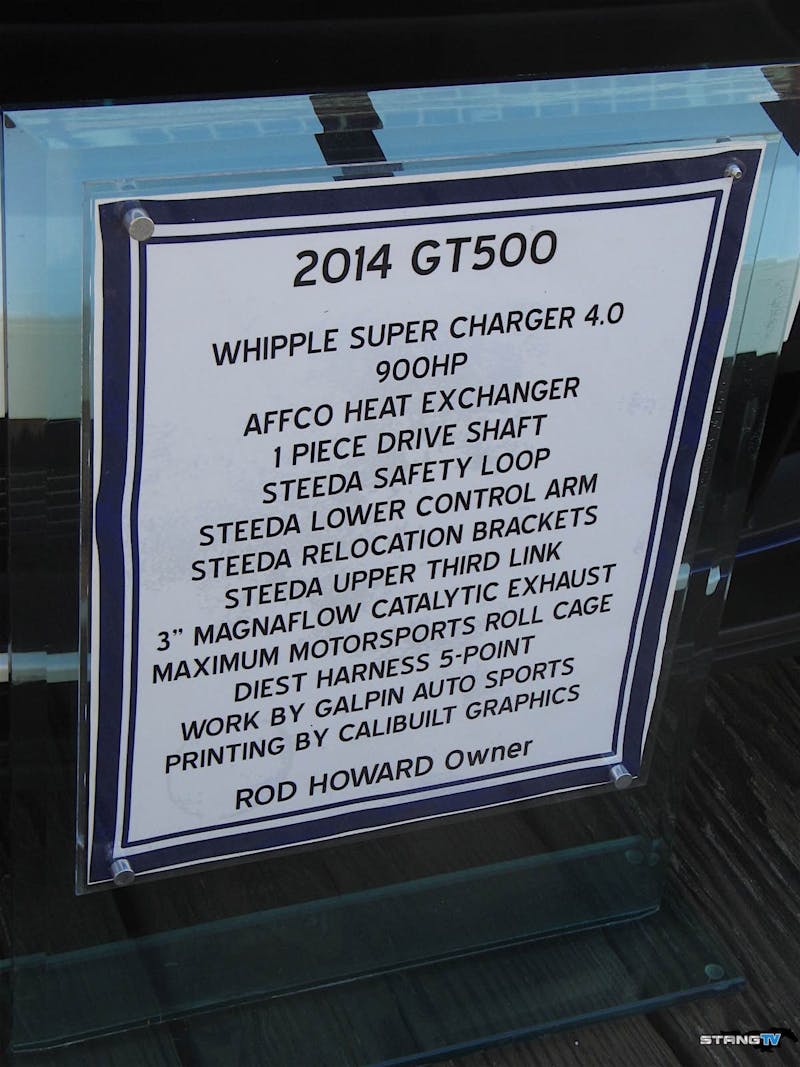 2014 GT500
WHIPPLE SUPER CHARGER 4.0
900HP
AFFCO HEAT EXCHANGER
1 PIECE DRIVE SHAFT
STEEDA SAFETY LOOP
STEEDA LOWER CONTROL ARM
STEEDA RELOCATION BRACKETS
STEEDA UPPER THIRD LINK
3" MAGNAFLOW CATALYTIC EXHAUST
MAXIMUM MOTORSPORTS ROLL CAGE
DIEST HARNESS 5-POINT
WORK BY GALPIN AUTO SPORTS
PRINTING BY CALIBUILT GRAPHICS
ROD HOWARD Owner
STANGTV